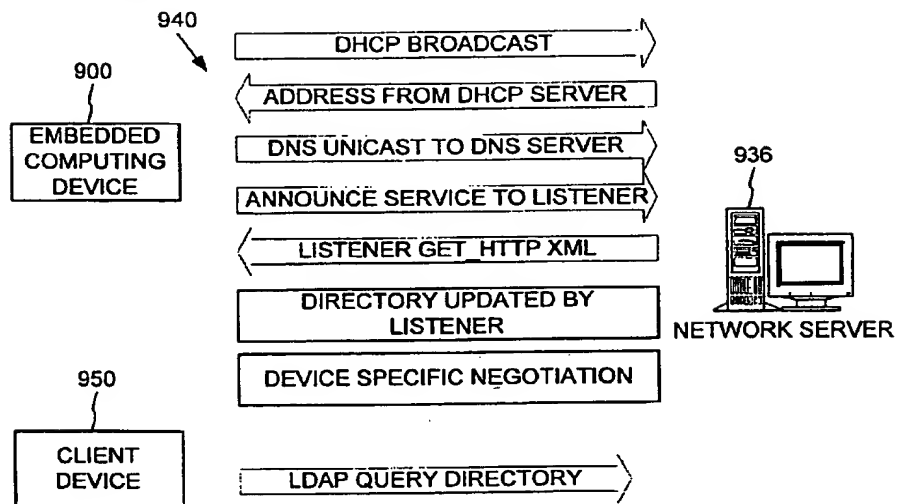 940
DHCP BROADCAST
900
ADDRESS FROM DHCP SERVER
EMBEDDED
COMPUTING
DEVICE
DNS UNICAST TO DNS SERVER
936
ANNOUNCE SERVICE TO LISTENER
LISTENER GET_HTTP XML
DIRECTORY UPDATED BY
LISTENER
NETWORK SERVER
DEVICE SPECIFIC NEGOTIATION
950
CLIENT
DEVICE
LDAP QUERY DIRECTORY